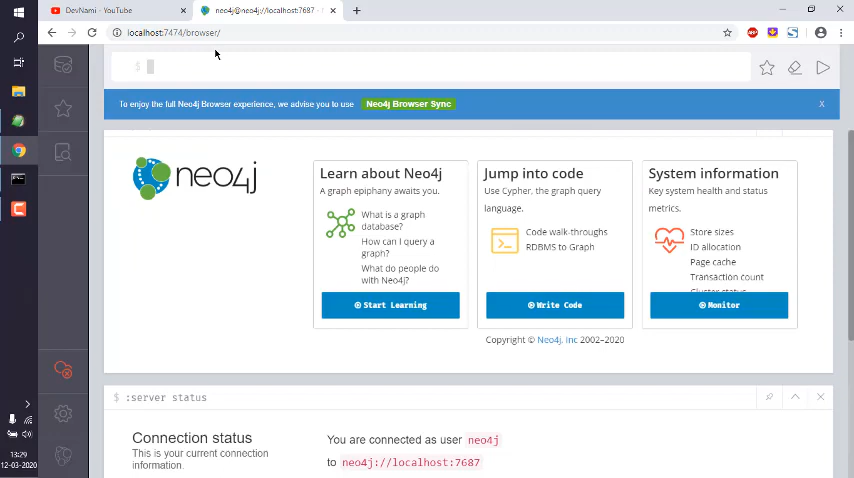 DevNami - YouTube
neo4j@neo4j://localhost:7687 -
localhost:7474/browser/
ABP
$
To enjoy the full Neo4j Browser experience, we advise you to use Neo4j Browser Sync
X
neo4j
Learn about Neo4j
A graph epiphany awaits you.
What is a graph
database?
How can I query a
graph?
What do people do
with Neo4j?
Start Learning
Jump into code
Use Cypher, the graph query
language.
Code walk-throughs
RDBMS to Graph
Write Code
System information
Key system health and status
metrics.
Store sizes
ID allocation
Page cache
Transaction count
Cluster status
Monitor
Copyright © Neo4j, Inc 2002–2020
$ :server status
Connection status
This is your current connection
information.
You are connected as user neo4j
to neo4j://localhost:7687
13:29
12-03-2020